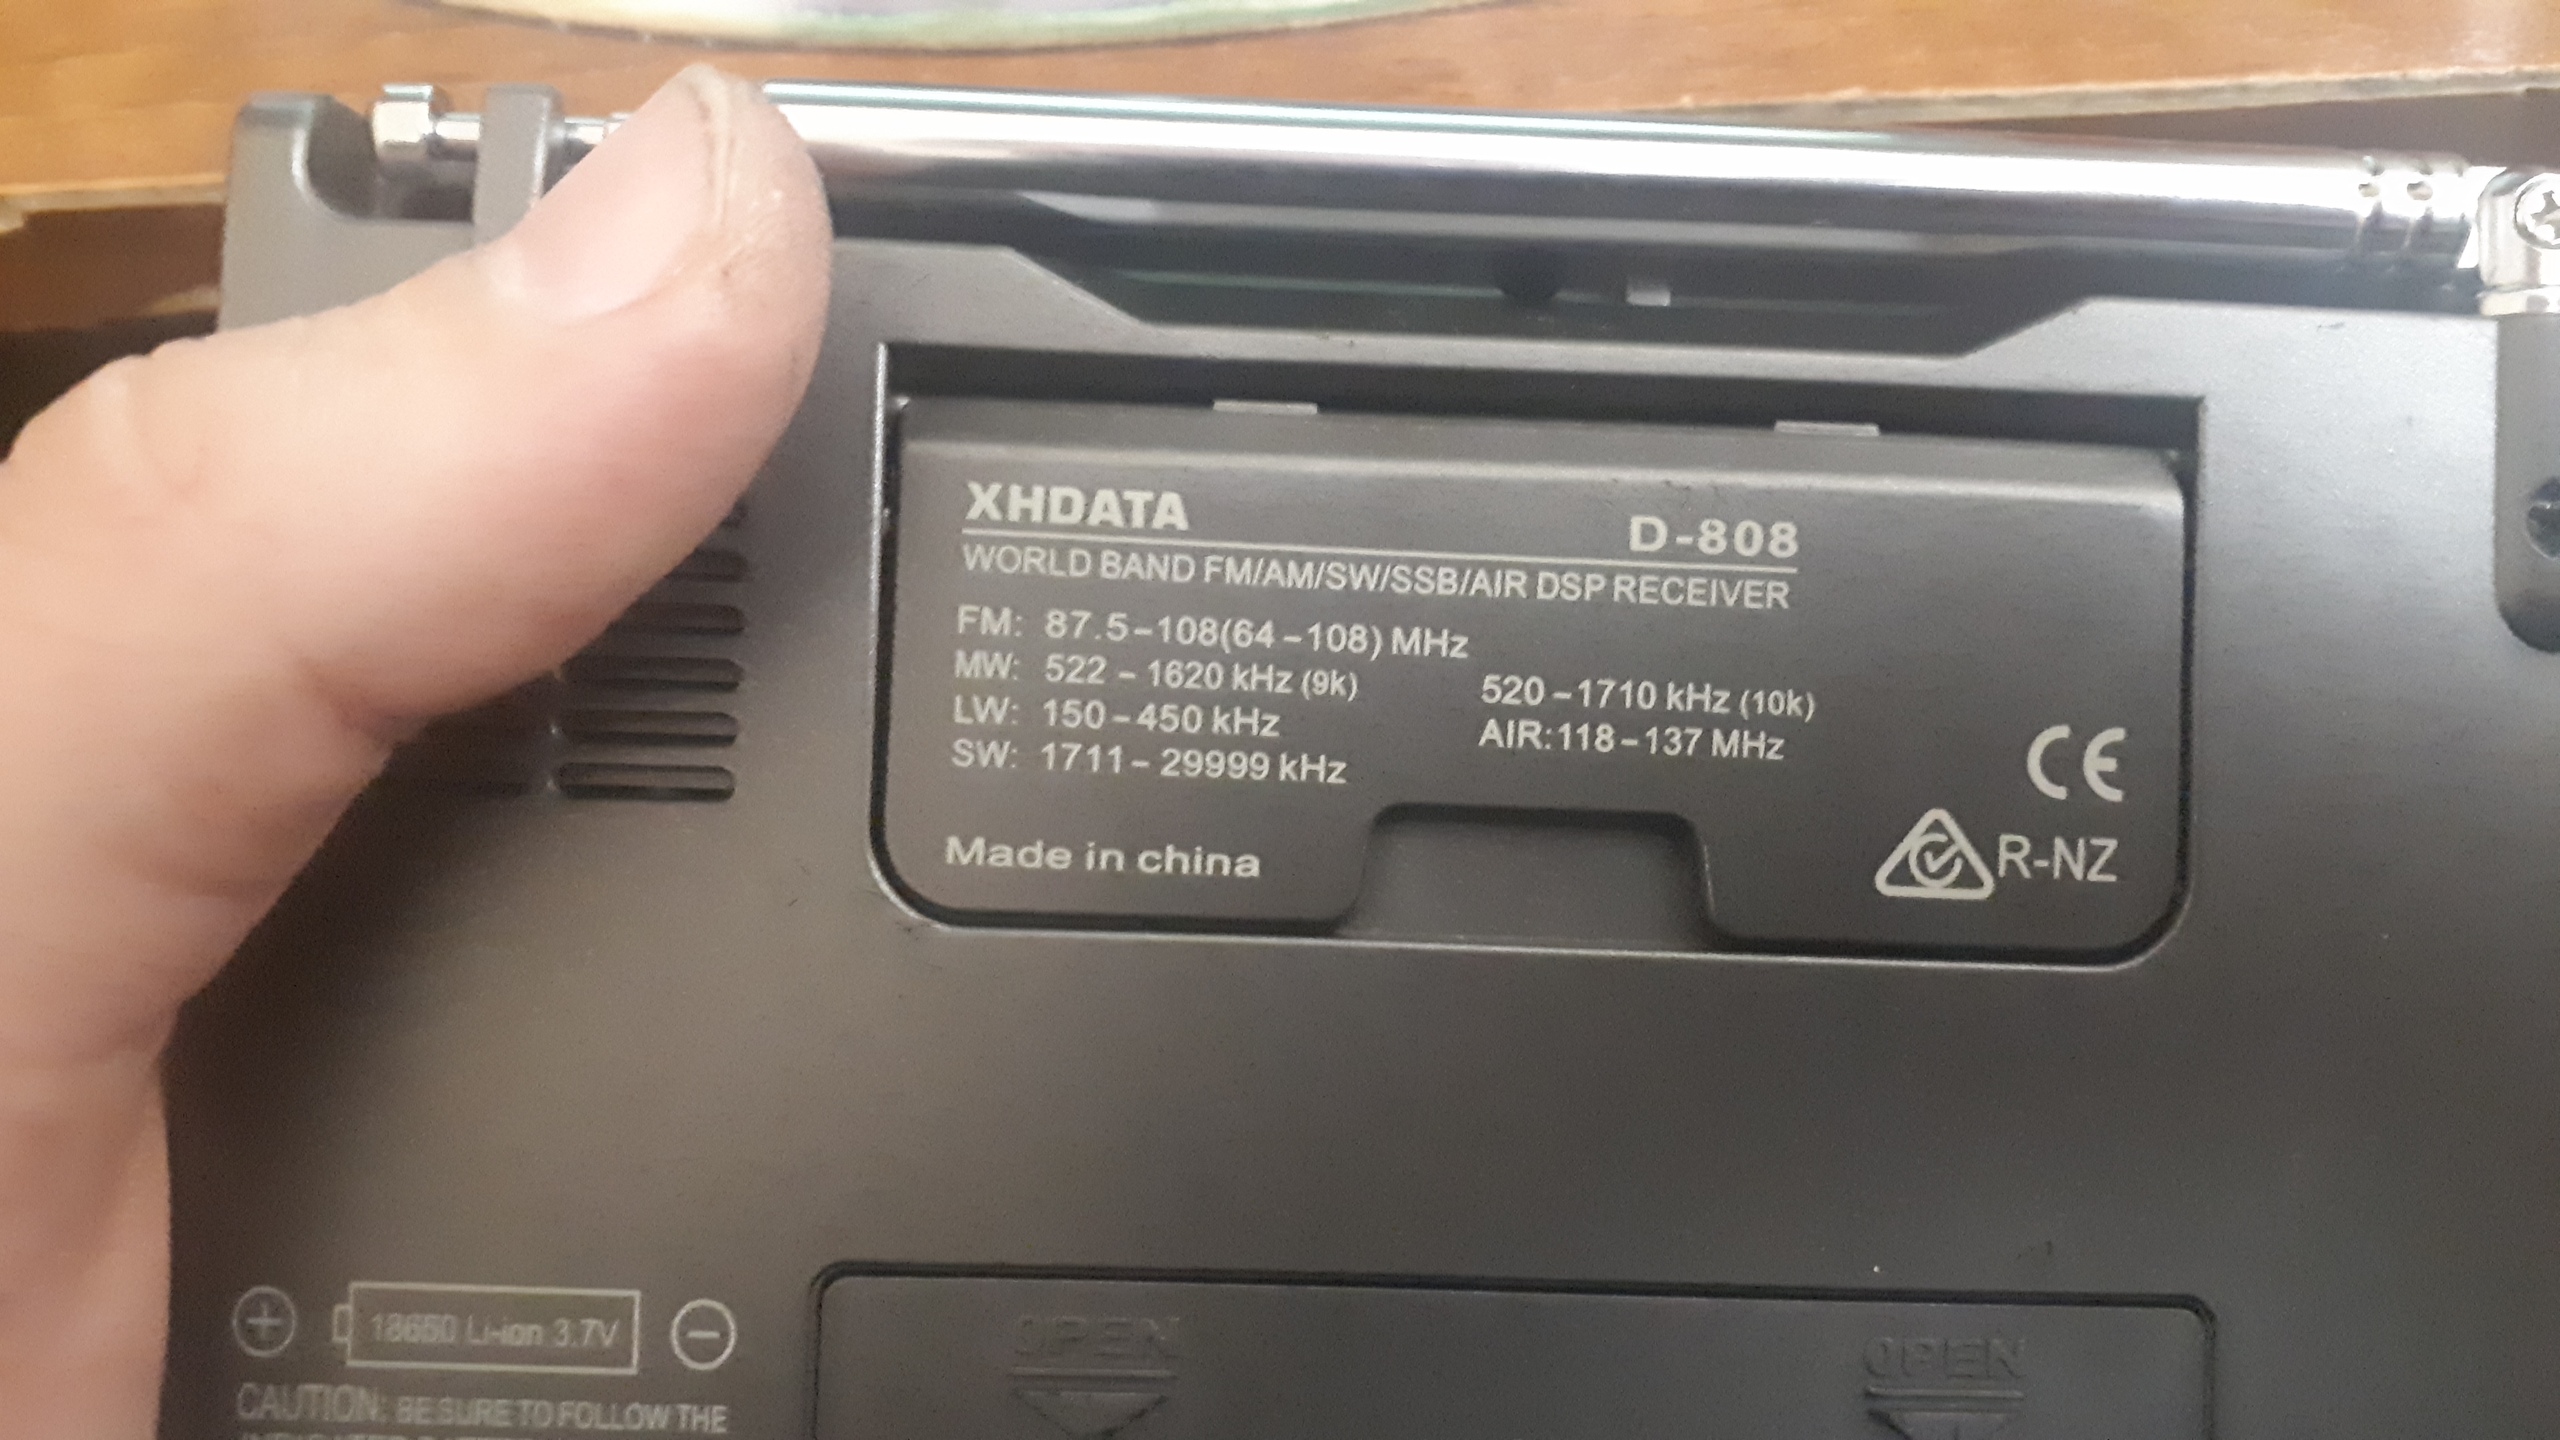 XHDATA D-808
WORLD BAND FM/AM/SW/SSB/AIR DSP RECEIVER
FM: 87.5-108(64-108) MHz
MW: 522-1620 kHz (9k) 520-1710 kHz (10k)
LW: 150-450 kHz AIR:118-137 MHz
SW: 1711-29999 kHz
CE
Made in china
R-NZ
18650 Li-ion 3.7V
OPEN
OPEN
CAUTION: BE SURE TO FOLLOW THE